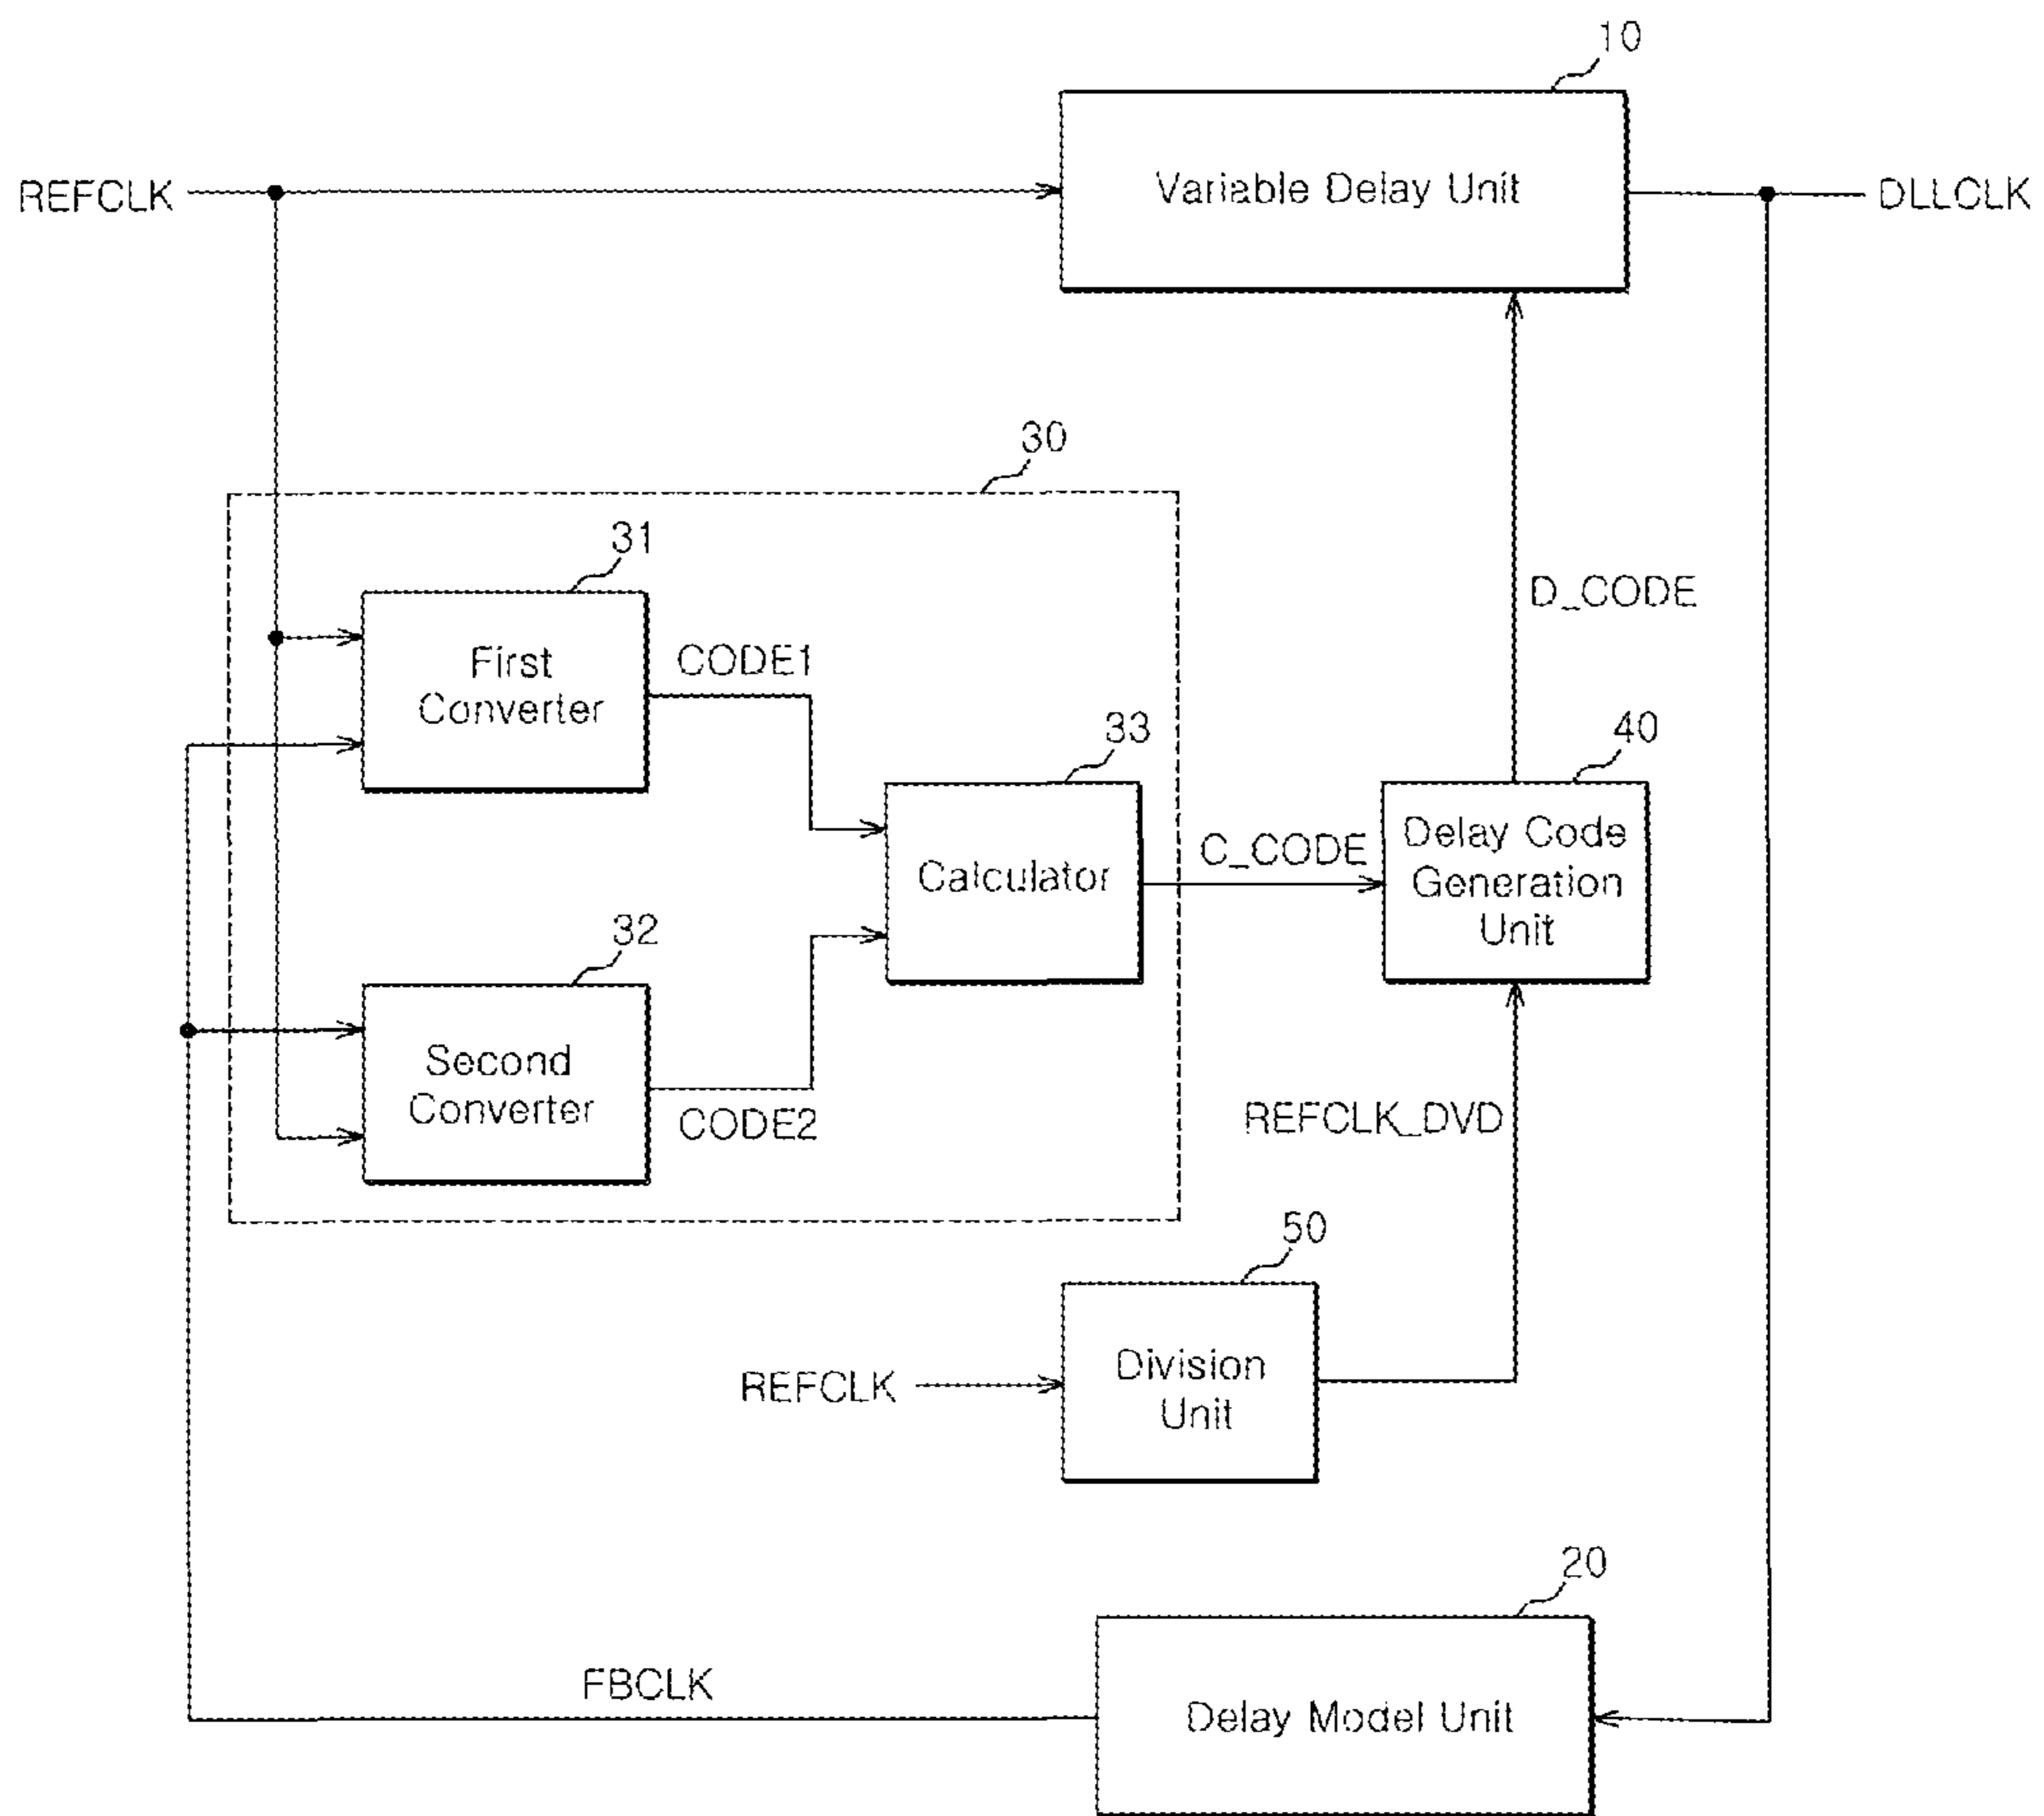 10
REFCLK
Variable Delay Unit
DLLCLK
30
31
D_CODE
First
Converter
CODE1
33
40
Calculator
C_CODE
Delay Code
Generation
Unit
32
Second
Converter
CODE2
REFCLK_DVD
50
REFCLK
Division
Unit
20
FBCLK
Delay Model Unit